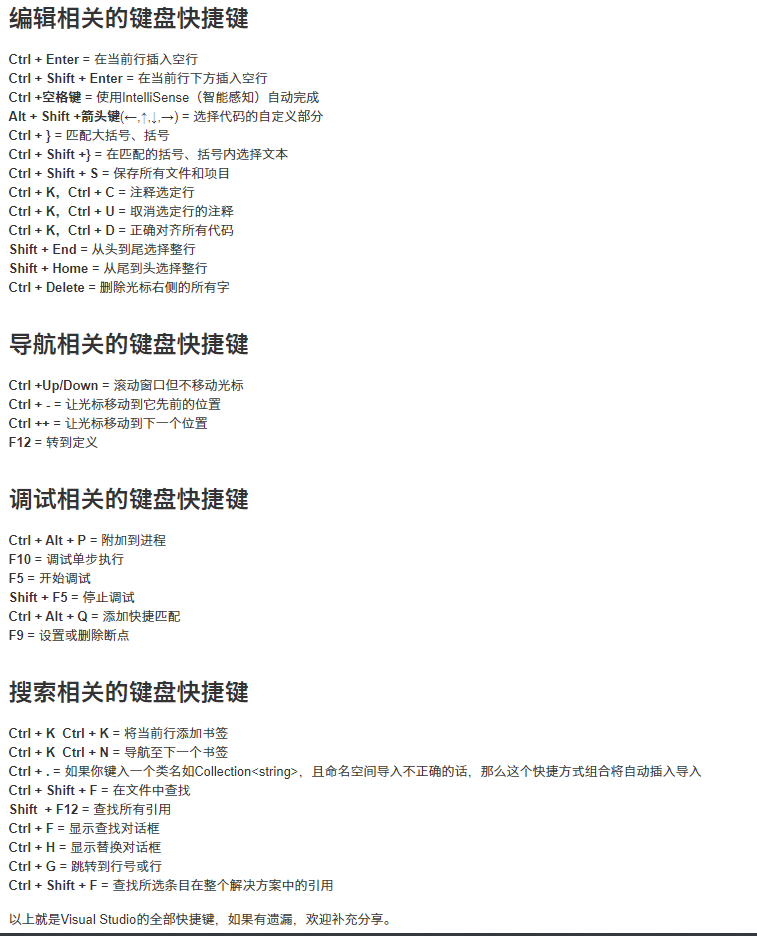 编辑相关的键盘快捷键
Ctrl + Enter = 在当前行插入空行
Ctrl + Shift + Enter = 在当前行下方插入空行
Ctrl +空格键 = 使用IntelliSense（智能感知）自动完成
Alt + Shift +箭头键(←,↑,↓,→) = 选择代码的自定义部分
Ctrl + } = 匹配大括号、括号
Ctrl + Shift +} = 在匹配的括号、括号内选择文本
Ctrl + Shift + S = 保存所有文件和项目
Ctrl + K，Ctrl + C = 注释选定行
Ctrl + K，Ctrl + U = 取消选定行的注释
Ctrl + K，Ctrl + D = 正确对齐所有代码
Shift + End = 从头到尾选择整行
Shift + Home = 从尾到头选择整行
Ctrl + Delete = 删除光标右侧的所有字
导航相关的键盘快捷键
Ctrl +Up/Down = 滚动窗口但不移动光标
Ctrl + - = 让光标移动到它先前的位置
Ctrl ++ = 让光标移动到下一个位置
F12 = 转到定义
调试相关的键盘快捷键
Ctrl + Alt + P = 附加到进程
F10 = 调试单步执行
F5 = 开始调试
Shift + F5 = 停止调试
Ctrl + Alt + Q = 添加快捷匹配
F9 = 设置或删除断点
搜索相关的键盘快捷键
Ctrl + K Ctrl + K = 将当前行添加书签
Ctrl + K Ctrl + N = 导航至下一个书签
Ctrl + . = 如果你键入一个类名如Collection<string>，且命名空间导入不正确的话，那么这个快捷方式组合将自动插入导入
Ctrl + Shift + F = 在文件中查找
Shift + F12 = 查找所有引用
Ctrl + F = 显示查找对话框
Ctrl + H = 显示替换对话框
Ctrl + G = 跳转到行号或行
Ctrl + Shift + F = 查找所选条目在整个解决方案中的引用
以上就是Visual Studio的全部快捷键，如果有遗漏，欢迎补充分享。